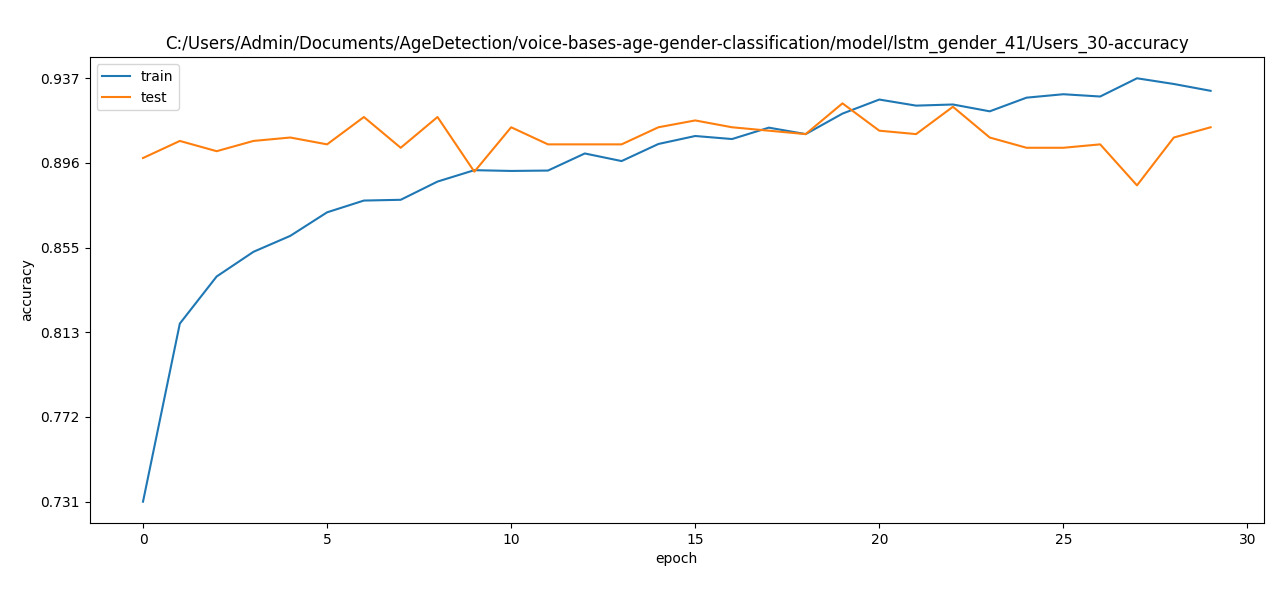 C:/Users/Admin/Documents/AgeDetection/voice-bases-age-gender-classification/model/lstm_gender_41/Users_30-accuracy
train
test
0.937
0.896
0.855
0.813
0.772
0.731
accuracy
0 5 10 15 20 25 30
epoch